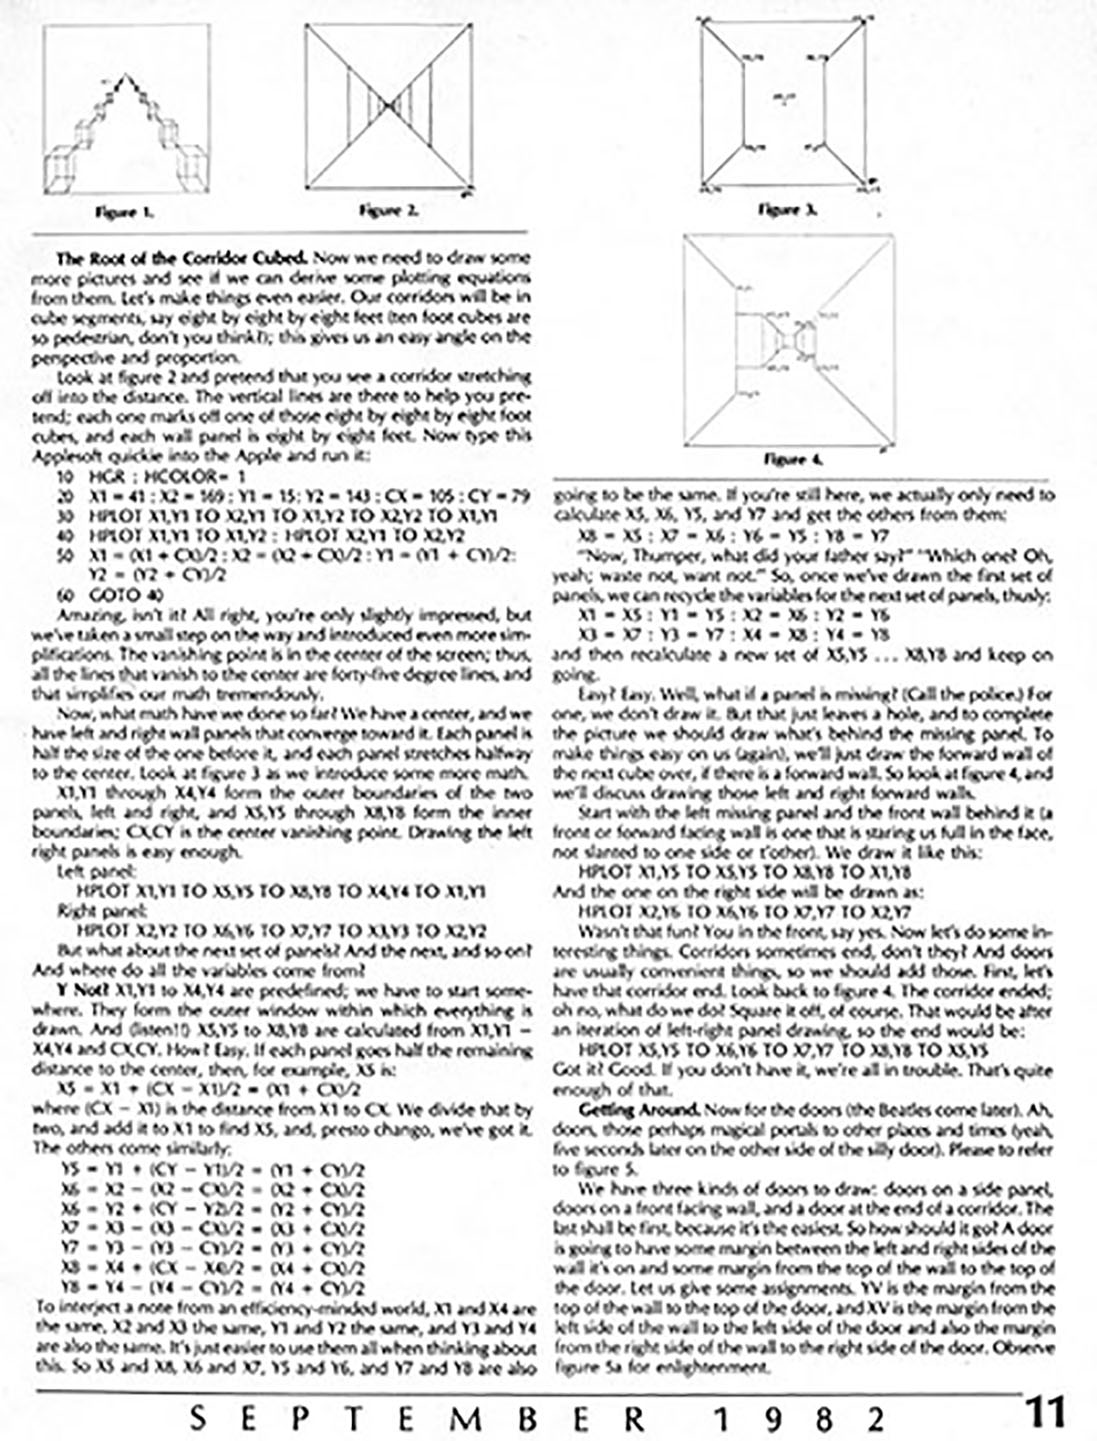 Figure 1.
Figure 2.
Figure 3.
Figure 4.
The Root of the Corridor Cubed. Now we need to draw some
more pictures and see if we can derive some plotting equations
from them. Let's make things even easier. Our corridors will be in
cube segments, say eight by eight by eight feet (ten foot cubes are
so pedestrian, don't you think?); this gives us an easy angle on the
perspective and proportion.
Look at figure 2 and pretend that you see a corridor stretching
off into the distance. The vertical lines are there to help you pre-
tend; each one marks off one of those eight by eight by eight foot
cubes, and each wall panel is eight by eight feet. Now type this
Applesoft quickie into the Apple and run it:
10 HGR : HCOLOR= 1
20 X1 = 41 : X2 = 169 : Y1 = 15: Y2 = 143 : CX = 105 : CY = 79
30 HPLOT X1,Y1 TO X2,Y1 TO X1,Y2 TO X2,Y2 TO X1,Y1
40 HPLOT X1,Y1 TO X1,Y2 : HPLOT X2,Y1 TO X2,Y2
50 X1 = (X1 + CX)/2 : X2 = (X2 + CX)/2 : Y1 = (Y1 + CY)/2:
Y2 = (Y2 + CY)/2
60 GOTO 40
Amazing, isn't it? All right, you're only slightly impressed, but
we've taken a small step on the way and introduced even more sim-
plifications. The vanishing point is in the center of the screen; thus,
all the lines that vanish to the center are forty-five degree lines, and
that simplifies our math tremendously.
Now, what math have we done so far? We have a center, and we
have left and right wall panels that converge toward it. Each panel is
half the size of the one before it, and each panel stretches halfway
to the center. Look at figure 3 as we introduce some more math.
X1,Y1 through X4,Y4 form the outer boundaries of the two
panels, left and right, and X5,Y5 through X8,Y8 form the inner
boundaries; CX,CY is the center vanishing point. Drawing the left
right panels is easy enough.
Left panel:
HPLOT X1,Y1 TO X5,Y5 TO X8,Y8 TO X4,Y4 TO X1,Y1
Right panel:
HPLOT X2,Y2 TO X6,Y6 TO X7,Y7 TO X3,Y3 TO X2,Y2
But what about the next set of panels? And the next, and so on?
And where do all the variables come from?
Y Not? X1,Y1 to X4,Y4 are predefined; we have to start some-
where. They form the outer window within which everything is
drawn. And (listen!!) X5,Y5 to X8,Y8 are calculated from X1,Y1 –
X4,Y4 and CX,CY. How? Easy. If each panel goes half the remaining
distance to the center, then, for example, X5 is:
X5 = X1 + (CX − X1)/2 = (X1 + CX)/2
where (CX − X1) is the distance from X1 to CX. We divide that by
two, and add it to X1 to find X5, and, presto chango, we've got it.
The others come similarly:
Y5 = Y1 + (CY − Y1)/2 = (Y1 + CY)/2
X6 = X2 − (X2 − CX)/2 = (X2 + CX)/2
X6 = Y2 + (CY − Y2)/2 = (Y2 + CY)/2
X7 = X3 − (X3 − CX)/2 = (X3 + CX)/2
Y7 = Y3 − (Y3 − CY)/2 = (Y3 + CY)/2
X8 = X4 + (CX − X4)/2 = (X4 + CX)/2
Y8 = Y4 − (Y4 − CY)/2 = (Y4 + CY)/2
To interject a note from an efficiency-minded world, X1 and X4 are
the same, X2 and X3 the same, Y1 and Y2 the same, and Y3 and Y4
are also the same. It's just easier to use them all when thinking about
this. So X5 and X8, X6 and X7, Y5 and Y6, and Y7 and Y8 are also
going to be the same. If you're still here, we actually only need to
calculate X5, X6, Y5, and Y7 and get the others from them:
X8 = X5 : X7 = X6 : Y6 = Y5 : Y8 = Y7
"Now, Thumper, what did your father say?" "Which one? Oh,
yeah; waste not, want not." So, once we've drawn the first set of
panels, we can recycle the variables for the next set of panels, thusly:
X1 = X5 : Y1 = Y5 : X2 = X6 : Y2 = Y6
X3 = X7 : Y3 = Y7 : X4 = X8 : Y4 = Y8
and then recalculate a new set of X5,Y5 ... X8,Y8 and keep on
going.
Easy? Easy. Well, what if a panel is missing? (Call the police.) For
one, we don't draw it. But that just leaves a hole, and to complete
the picture we should draw what's behind the missing panel. To
make things easy on us (again), we'll just draw the forward wall of
the next cube over, if there is a forward wall. So look at figure 4, and
we'll discuss drawing those left and right forward walls.
Start with the left missing panel and the front wall behind it (a
front or forward facing wall is one that is staring us full in the face,
not slanted to one side or t'other). We draw it like this:
HPLOT X1,Y5 TO X5,Y5 TO X8,Y8 TO X1,Y8
And the one on the right side will be drawn as:
HPLOT X2,Y6 TO X6,Y6 TO X7,Y7 TO X2,Y7
Wasn't that fun? You in the front, say yes. Now let's do some in-
teresting things. Corridors sometimes end, don't they? And doors
are usually convenient things, so we should add those. First, let's
have that corridor end. Look back to figure 4. The corridor ended;
oh no, what do we do? Square it off, of course. That would be after
an iteration of left-right panel drawing, so the end would be:
HPLOT X5,Y5 TO X6,Y6 TO X7,Y7 TO X8,Y8 TO X5,Y5
Got it? Good. If you don't have it, we're all in trouble. That's quite
enough of that.
Getting Around. Now for the doors (the Beatles come later). Ah,
doors, those perhaps magical portals to other places and times (yeah,
five seconds later on the other side of the silly door). Please to refer
to figure 5.
We have three kinds of doors to draw: doors on a side panel,
doors on a front facing wall, and a door at the end of a corridor. The
last shall be first, because it's the easiest. So how should it go? A door
is going to have some margin between the left and right sides of the
wall it's on and some margin from the top of the wall to the top of
the door. Let us give some assignments. YV is the margin from the
top of the wall to the top of the door, and XV is the margin from the
left side of the wall to the left side of the door and also the margin
from the right side of the wall to the right side of the door. Observe
figure 5a for enlightenment.
SEPTEMBER 1982
11